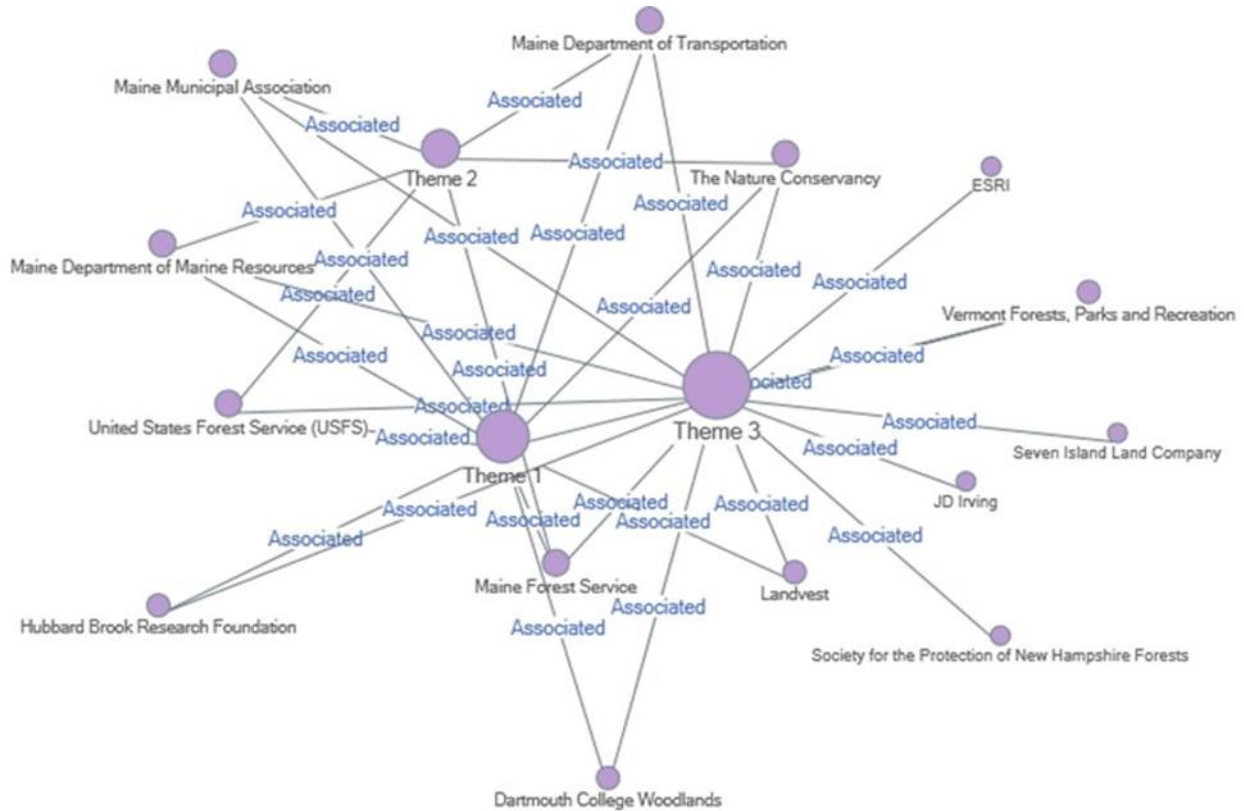 Maine Department of Transportation
Maine Municipal Association
Associated
Associated
Associated
Theme 2
The Nature Conservancy
ESRI
Associated
Associated
Associated
Associated
Associated
Maine Department of Marine Resources
Associated
Associated
Associated
Associated
Associated
Vermont Forests, Parks and Recreation
Associated
Associated
Associated
Associated
ociated
Associated
United States Forest Service (USFS)
Associated
Theme 3
Associated
Associated
Seven Island Land Company
Theme 1
JD Irving
Associated
Associated
Associated
Associated
Associated
Associated
Associated
Maine Forest Service
Landvest
Associated
Hubbard Brook Research Foundation
Associated
Society for the Protection of New Hampshire Forests
Dartmouth College Woodlands